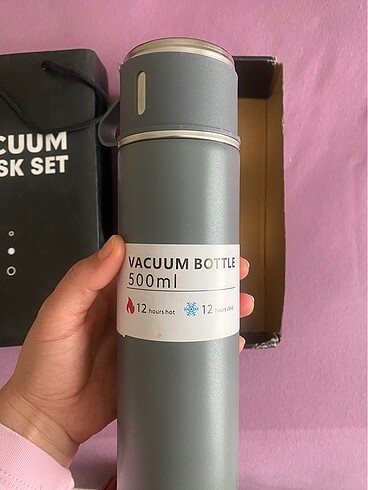 CUUM
SK SET
VACUUM BOTTLE
500ml
12 hours hot 12 hours cold